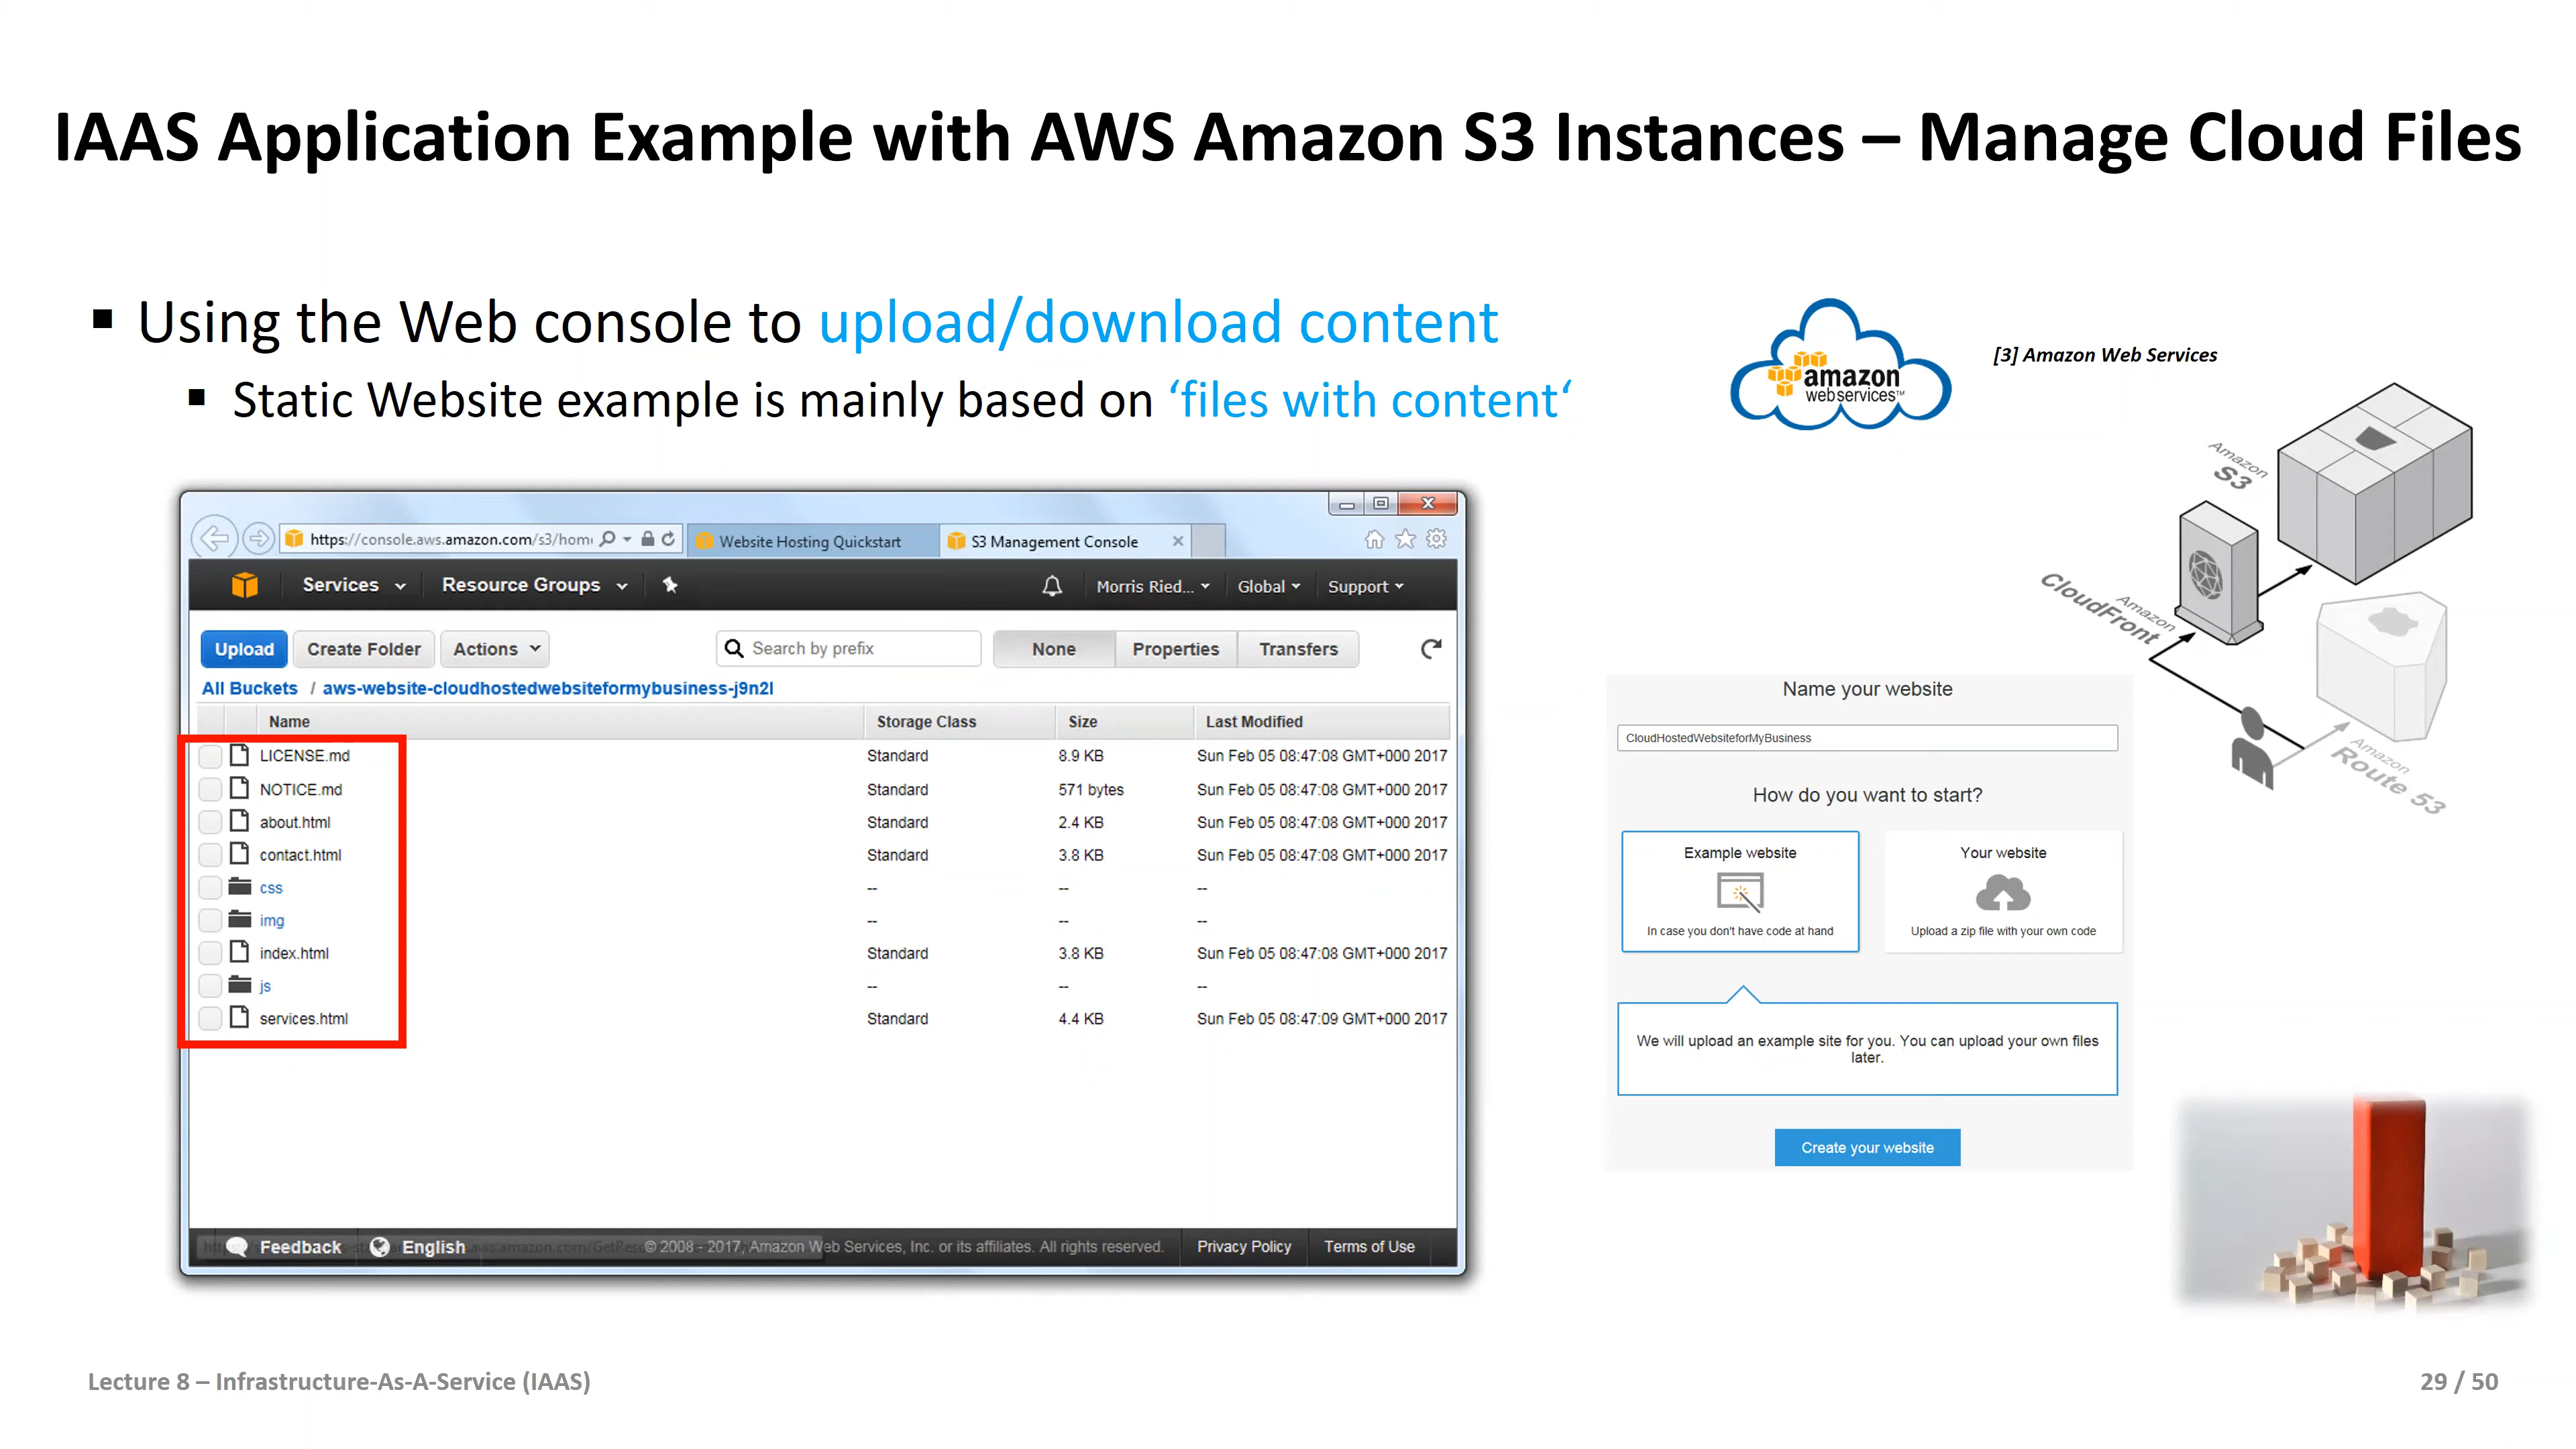 IAAS Application Example with AWS Amazon S3 Instances – Manage Cloud Files
▪ Using the Web console to upload/download content
▪ Static Website example is mainly based on ‘files with content‘
amazon
webservices™
[3] Amazon Web Services
https://console.aws.amazon.com/s3/hom
Website Hosting Quickstart
S3 Management Console
Services
Resource Groups
Morris Ried...
Global
Support
Upload
Create Folder
Actions
Search by prefix
None
Properties
Transfers
All Buckets / aws-website-cloudhostedwebsiteformybusiness-j9n2l
Name Storage Class Size Last Modified
LICENSE.md Standard 8.9 KB Sun Feb 05 08:47:08 GMT+000 2017
NOTICE.md Standard 571 bytes Sun Feb 05 08:47:08 GMT+000 2017
about.html Standard 2.4 KB Sun Feb 05 08:47:08 GMT+000 2017
contact.html Standard 3.8 KB Sun Feb 05 08:47:08 GMT+000 2017
css -- -- --
img -- -- --
index.html Standard 3.8 KB Sun Feb 05 08:47:08 GMT+000 2017
js -- -- --
services.html Standard 4.4 KB Sun Feb 05 08:47:09 GMT+000 2017
Feedback
English
© 2008 - 2017, Amazon Web Services, Inc. or its affiliates. All rights reserved.
Privacy Policy
Terms of Use
Amazon
S3
Amazon
CloudFront
Amazon
Route 53
Name your website
CloudHostedWebsiteforMyBusiness
How do you want to start?
Example website
In case you don't have code at hand
Your website
Upload a zip file with your own code
We will upload an example site for you. You can upload your own files
later.
Create your website
Lecture 8 – Infrastructure-As-A-Service (IAAS)
29 / 50